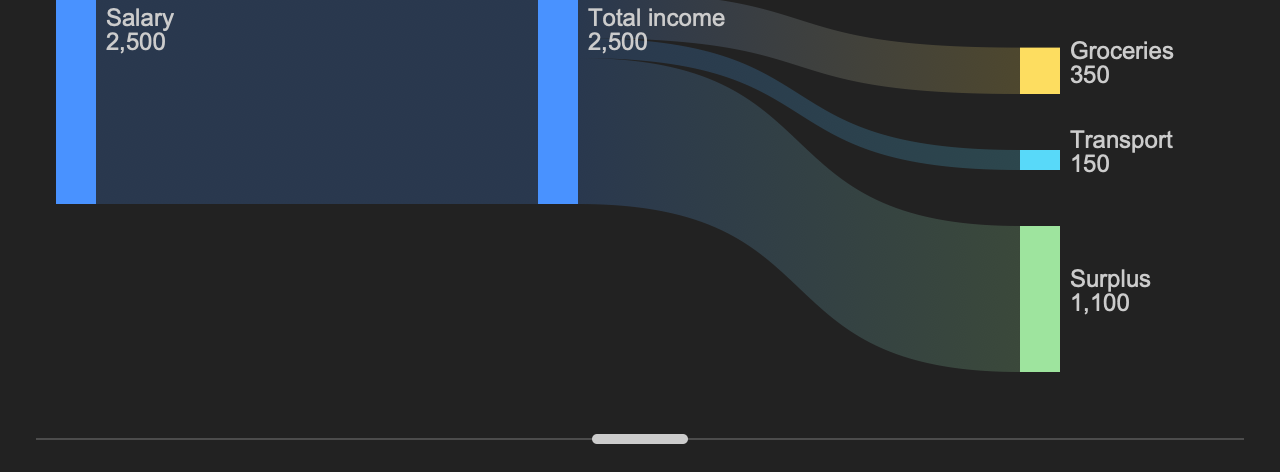 Salary
2,500
Total income
2,500
Groceries
350
Transport
150
Surplus
1,100